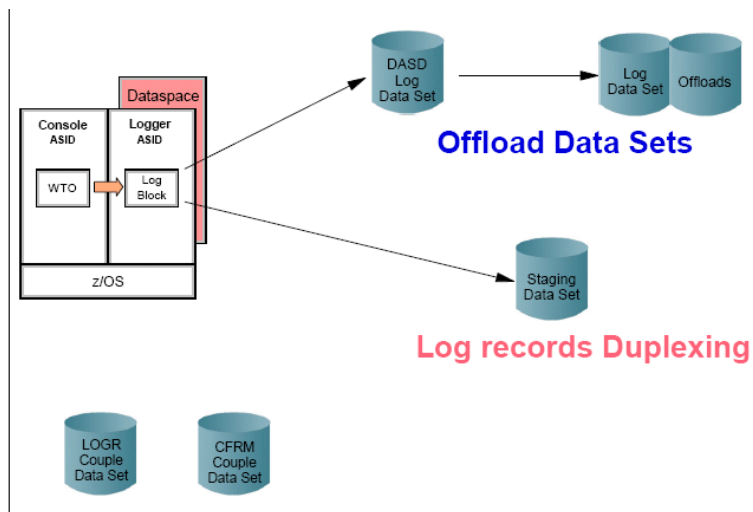 Dataspace
Console
ASID
Logger
ASID
WTO
Log
Block
z/OS
DASD
Log
Data Set
Log
Data Set
Offloads
Offload Data Sets
Staging
Data Set
Log records Duplexing
LOGR
Couple
Data Set
CFRM
Couple
Data Set